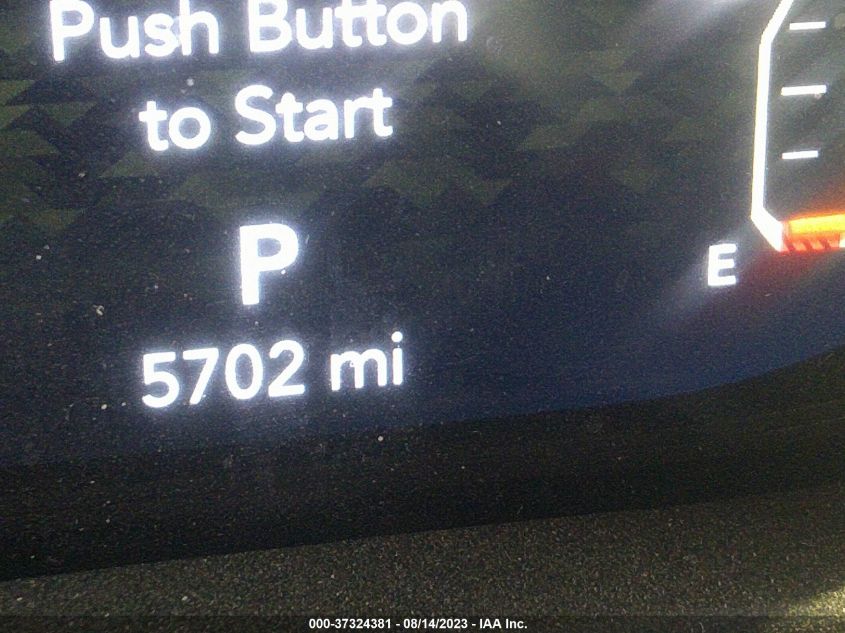 Push Button
to Start
P
E
5702 mi
000-37324381 - 08/14/2023 - IAA Inc.